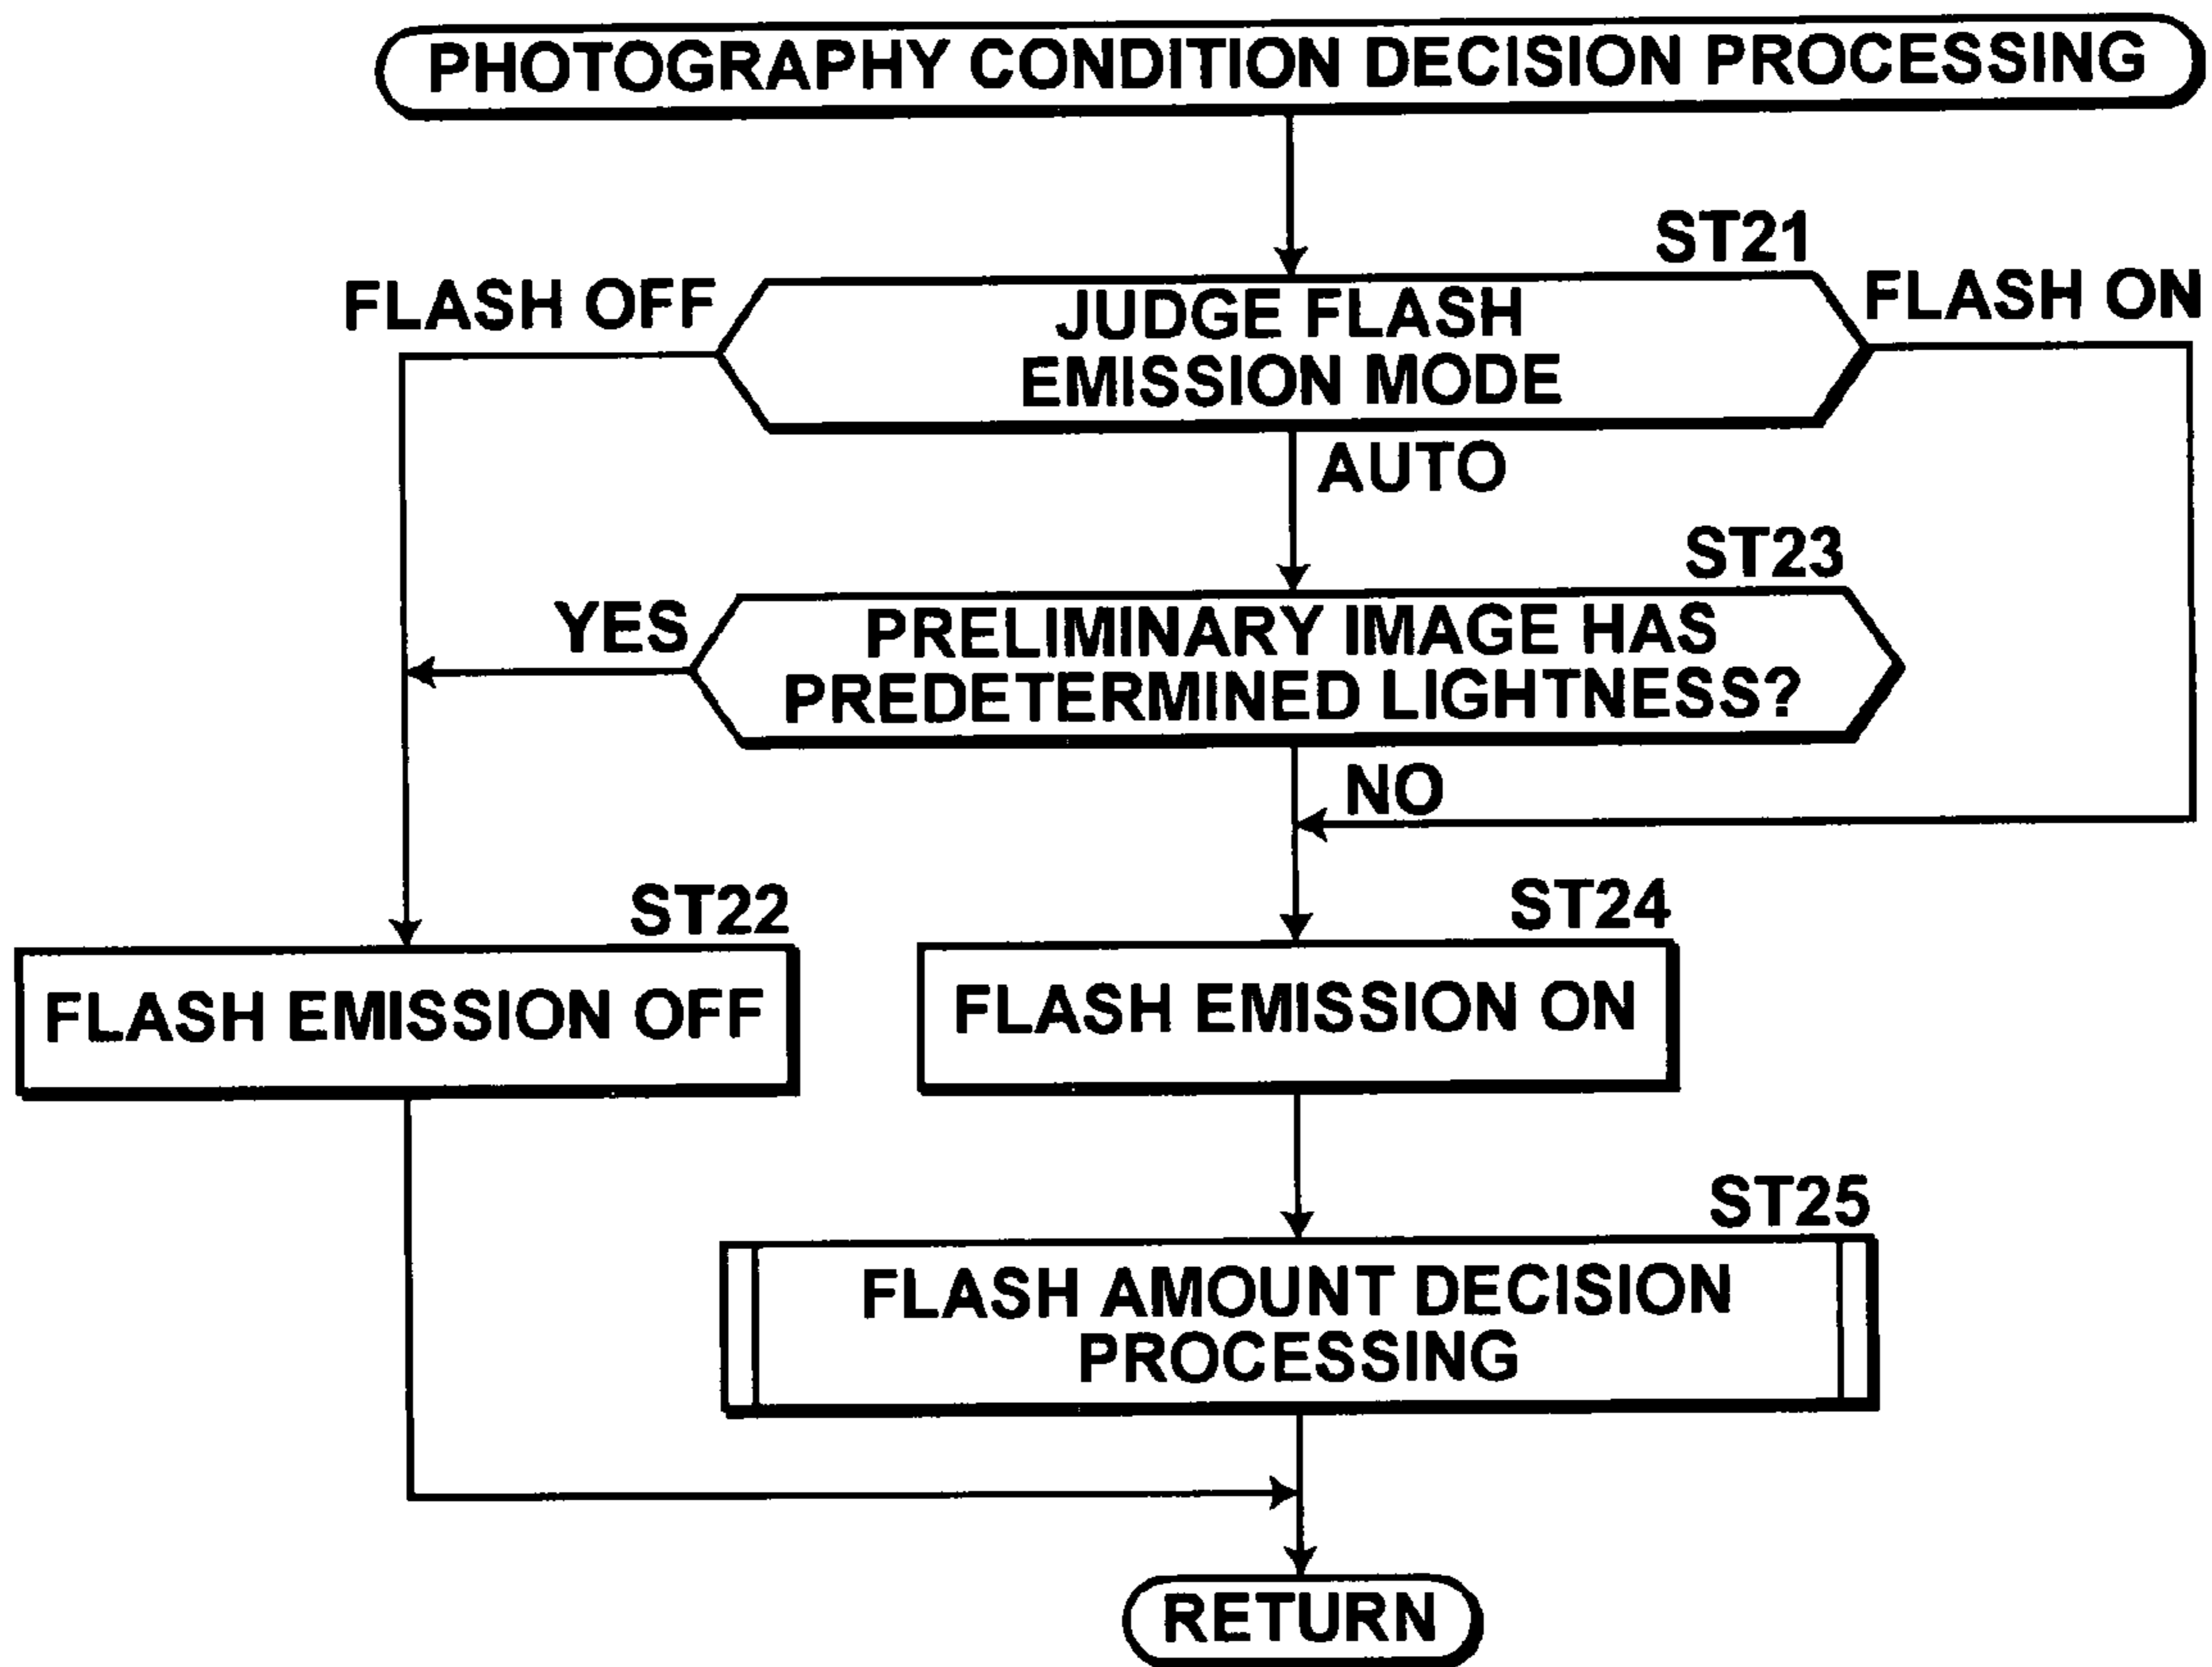 PHOTOGRAPHY CONDITION DECISION PROCESSING
ST21
FLASH OFF
JUDGE FLASH
EMISSION MODE
FLASH ON
AUTO
ST23
YES
PRELIMINARY IMAGE HAS
PREDETERMINED LIGHTNESS?
NO
ST22
ST24
FLASH EMISSION OFF
FLASH EMISSION ON
ST25
FLASH AMOUNT DECISION
PROCESSING
RETURN